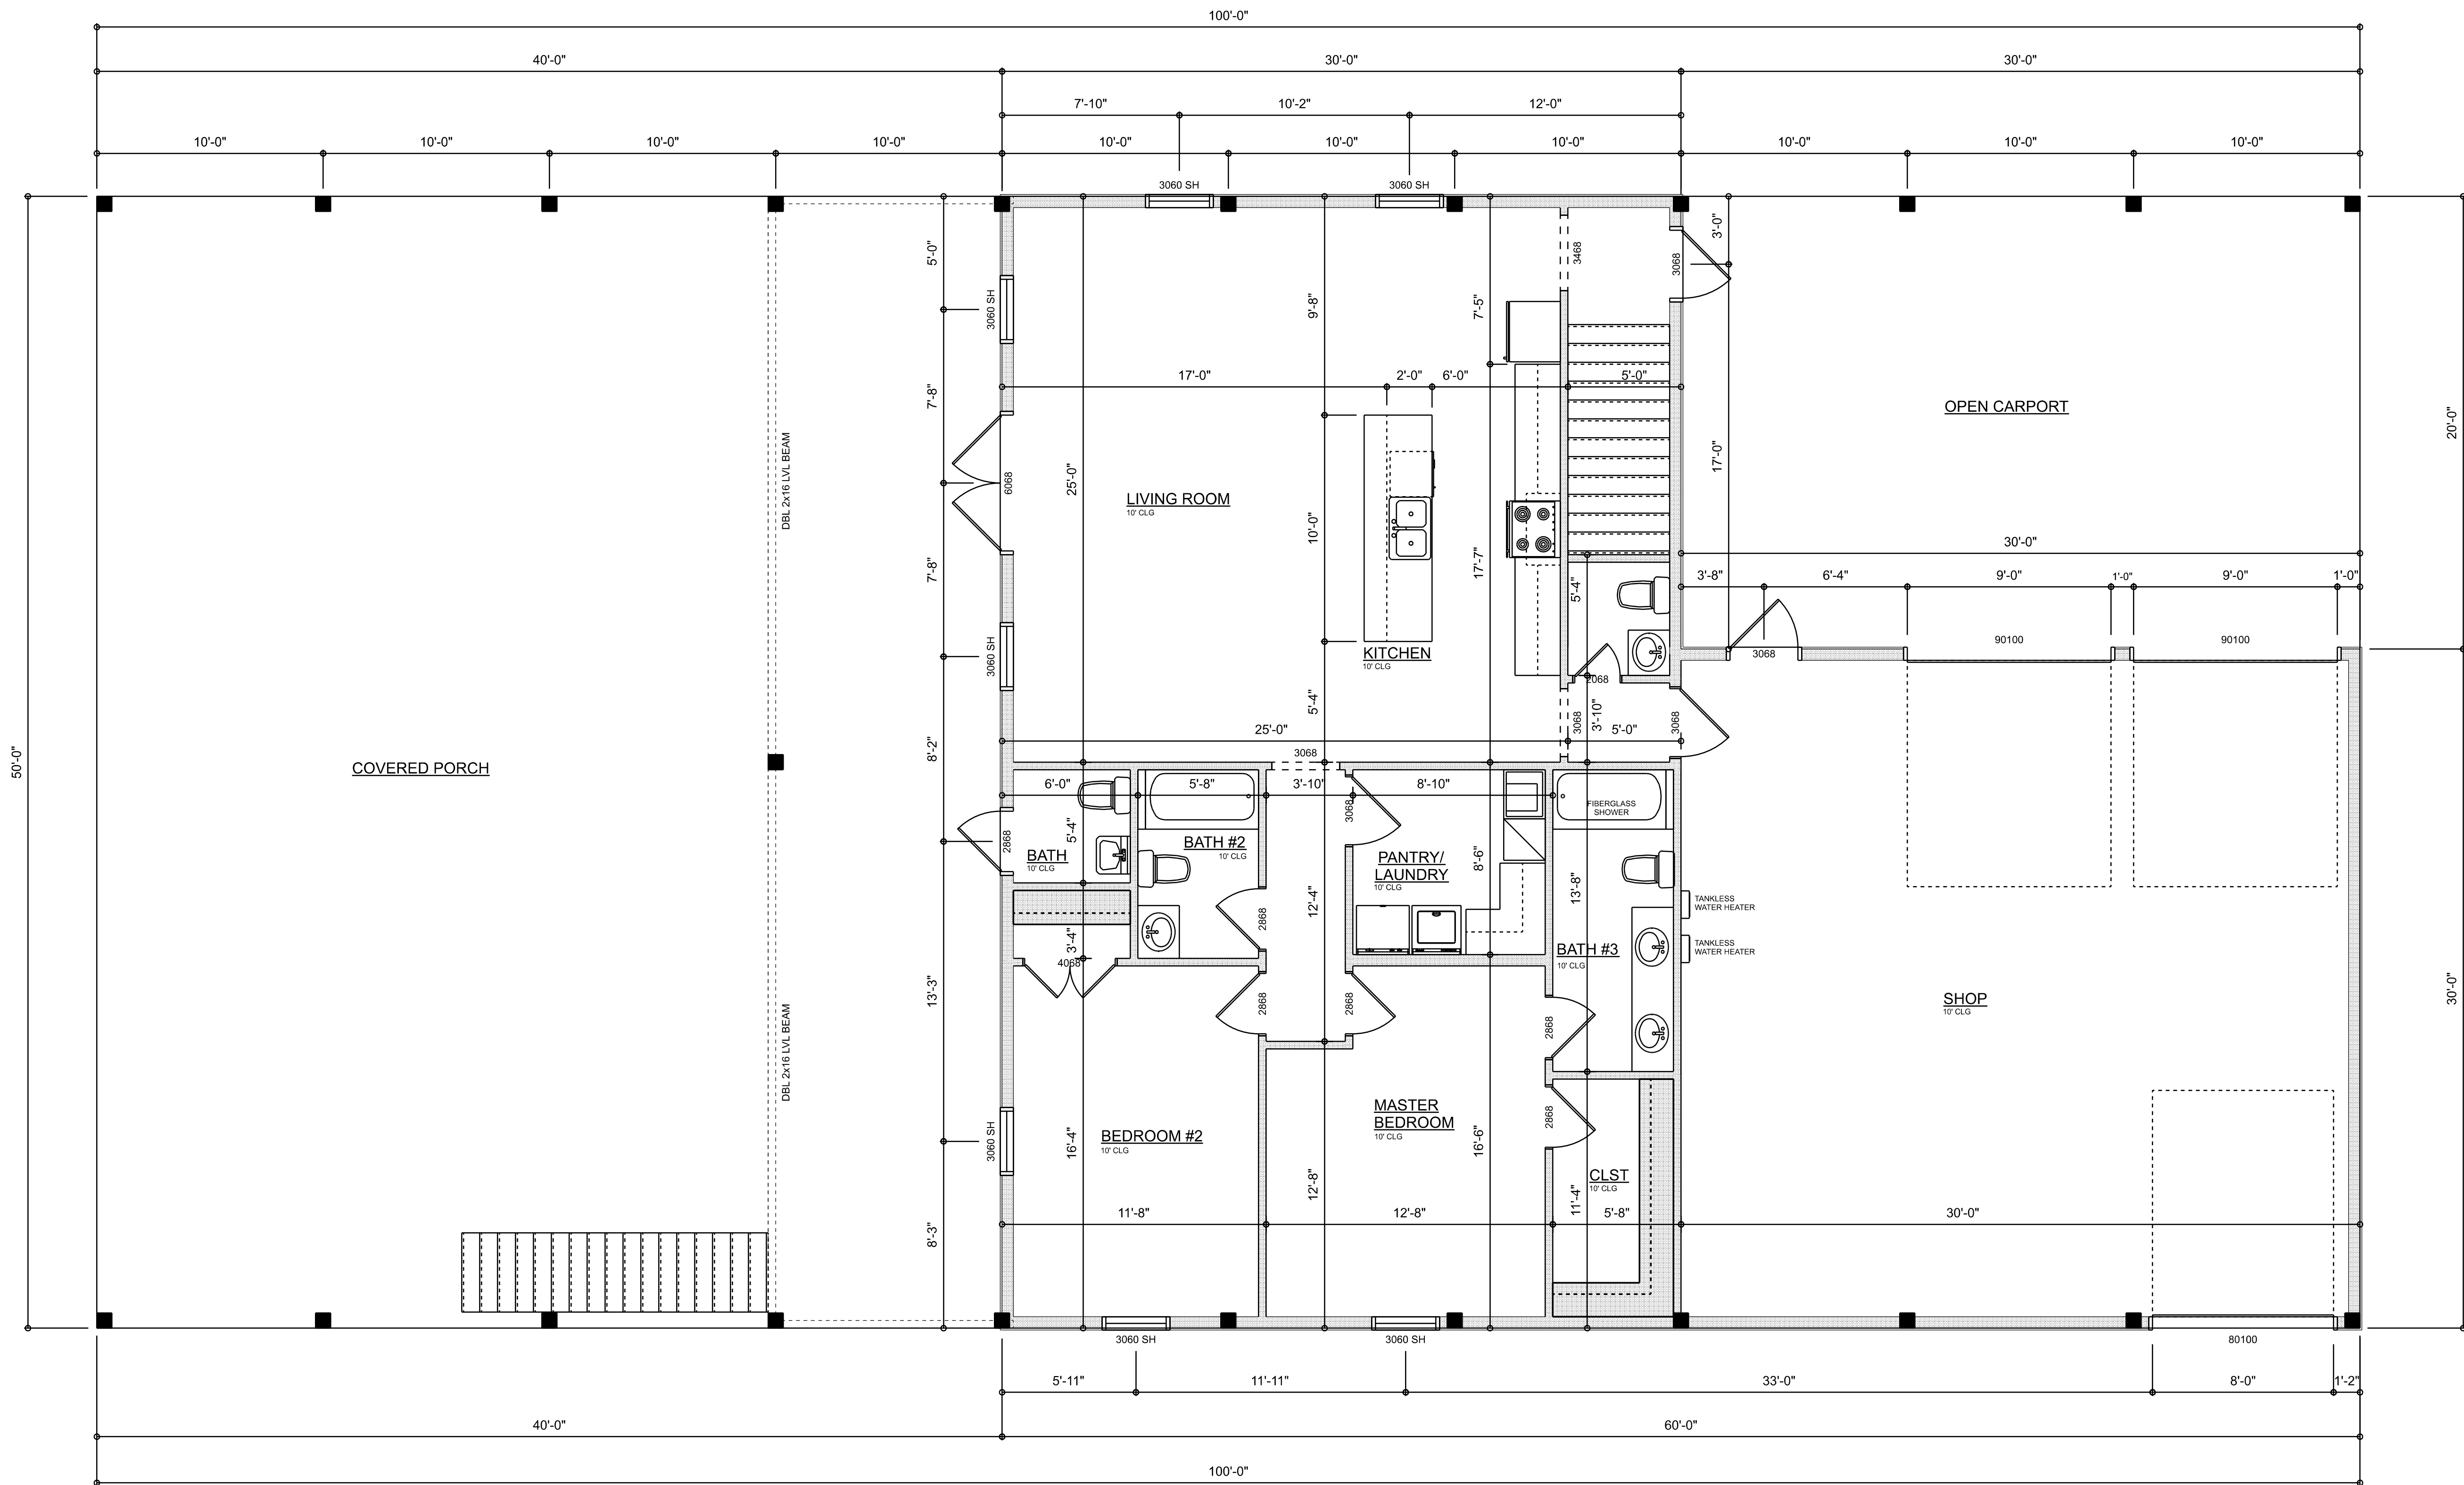 100'-0"
40'-0"
30'-0"
30'-0"
7'-10"
10'-2"
12'-0"
10'-0"
10'-0"
10'-0"
10'-0"
10'-0"
10'-0"
10'-0"
10'-0"
10'-0"
10'-0"
3060 SH
3060 SH
5'-0"
3060 SH
9'-8"
7'-5"
3468
3068
3'-0"
7'-8"
17'-0"
2'-0"
6'-0"
5'-0"
OPEN CARPORT
20'-0"
DBL 2x16 LVL BEAM
6068
25'-0"
LIVING ROOM
10' CLG
10'-0"
17'-0"
30'-0"
7'-8"
17'-7"
5'-4"
3'-8"
6'-4"
9'-0"
1'-0"
9'-0"
1'-0"
3060 SH
KITCHEN
10' CLG
3068
90100
90100
2068
5'-4"
3068
3'-10"
5'-0"
3068
50'-0"
COVERED PORCH
8'-2"
25'-0"
3068
6'-0"
5'-8"
3'-10"
8'-10"
FIBERGLASS
SHOWER
2868
5'-4"
BATH
10' CLG
BATH #2
10' CLG
3068
PANTRY/
LAUNDRY
10' CLG
8'-6"
13'-8"
TANKLESS
WATER HEATER
12'-4"
2868
3'-4"
4068
BATH #3
10' CLG
TANKLESS
WATER HEATER
13'-3"
DBL 2x16 LVL BEAM
2868
2868
2868
SHOP
10' CLG
30'-0"
3060 SH
16'-4"
BEDROOM #2
10' CLG
MASTER
BEDROOM
10' CLG
16'-6"
2868
12'-8"
CLST
10' CLG
11'-4"
8'-3"
11'-8"
12'-8"
5'-8"
30'-0"
3060 SH
3060 SH
80100
5'-11"
11'-11"
33'-0"
8'-0"
1'-2"
40'-0"
60'-0"
100'-0"